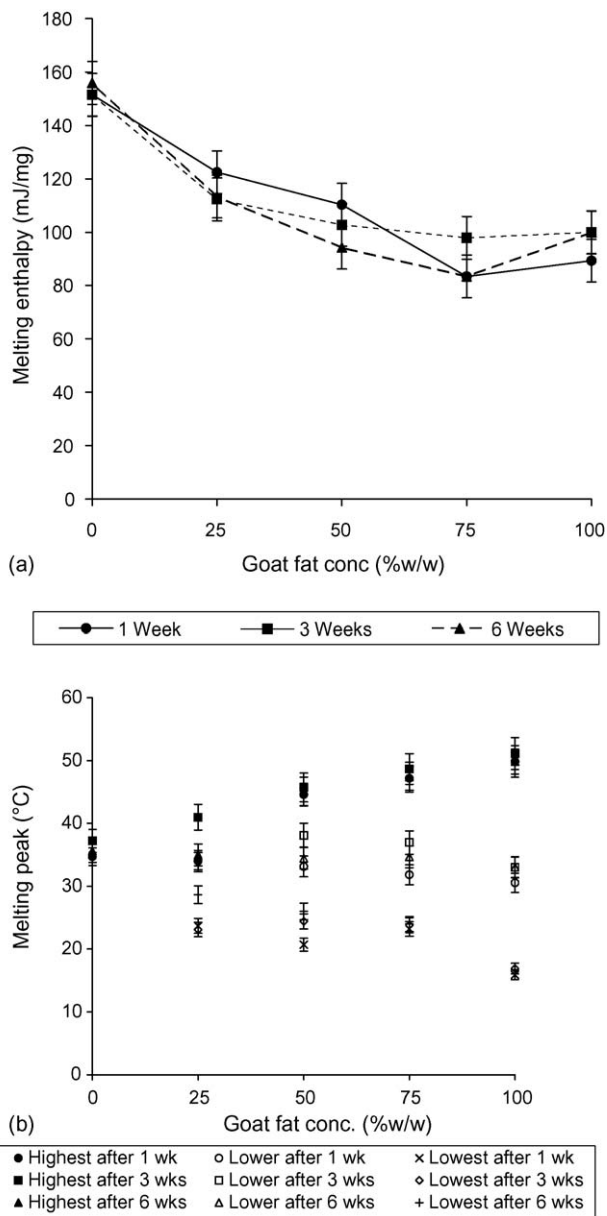 180
160
140
120
100
80
60
40
20
0
Melting enthalpy (mJ/mg)
0 25 50 75 100
(a) Goat fat conc (%w/w)
1 Week 3 Weeks 6 Weeks
60
50
40
30
20
10
0
Melting peak (°C)
0 25 50 75 100
(b) Goat fat conc. (%w/w)
Highest after 1 wk Lower after 1 wk Lowest after 1 wk
Highest after 3 wks Lower after 3 wks Lowest after 3 wks
Highest after 6 wks Lower after 6 wks Lowest after 6 wks